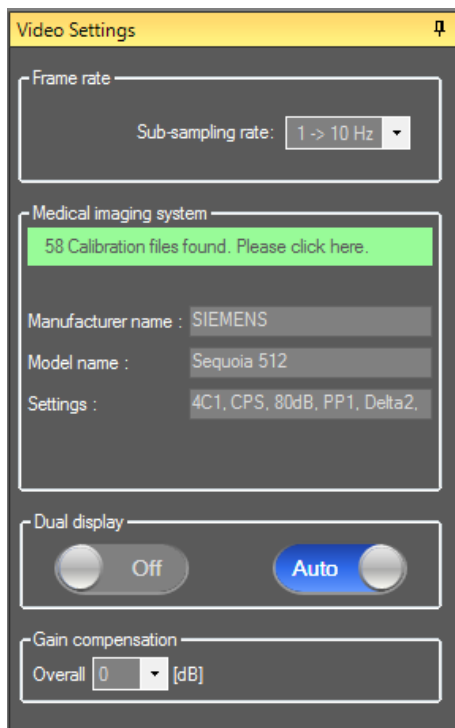 Video Settings
Frame rate
Sub-sampling rate: 1 -> 10 Hz
Medical imaging system
58 Calibration files found. Please click here.
Manufacturer name : SIEMENS
Model name : Sequoia 512
Settings : 4C1, CPS, 80dB, PP1, Delta2,
Dual display
Off Auto
Gain compensation
Overall 0 [dB]